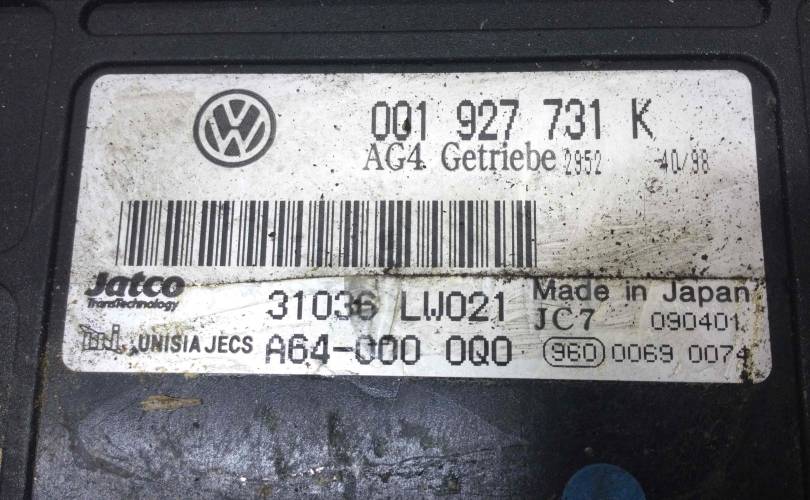 001 927 731 K
AG4 Getriebe 2952 40/98
Jatco
TransTechnology
31036 LW021 Made in Japan
JC7 090401
UNISIA JECS A64-000 0Q0 960 0069 0074